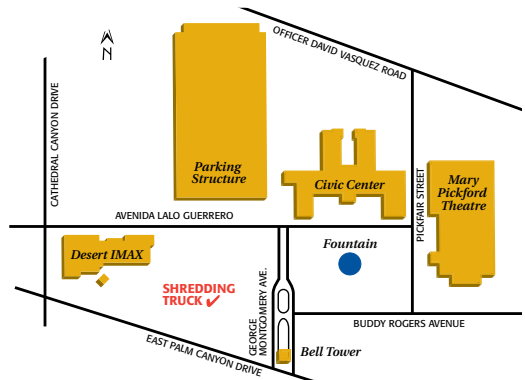 OFFICER DAVID VASQUEZ ROAD
N
CATHEDRAL CANYON DRIVE
Parking
Structure
Civic Center
PICKFAIR STREET
Mary
Pickford
Theatre
AVENIDA LALO GUERRERO
Desert IMAX
Fountain
SHREDDING
TRUCK ✓
GEORGE
MONTGOMERY AVE.
BUDDY ROGERS AVENUE
EAST PALM CANYON DRIVE
Bell Tower